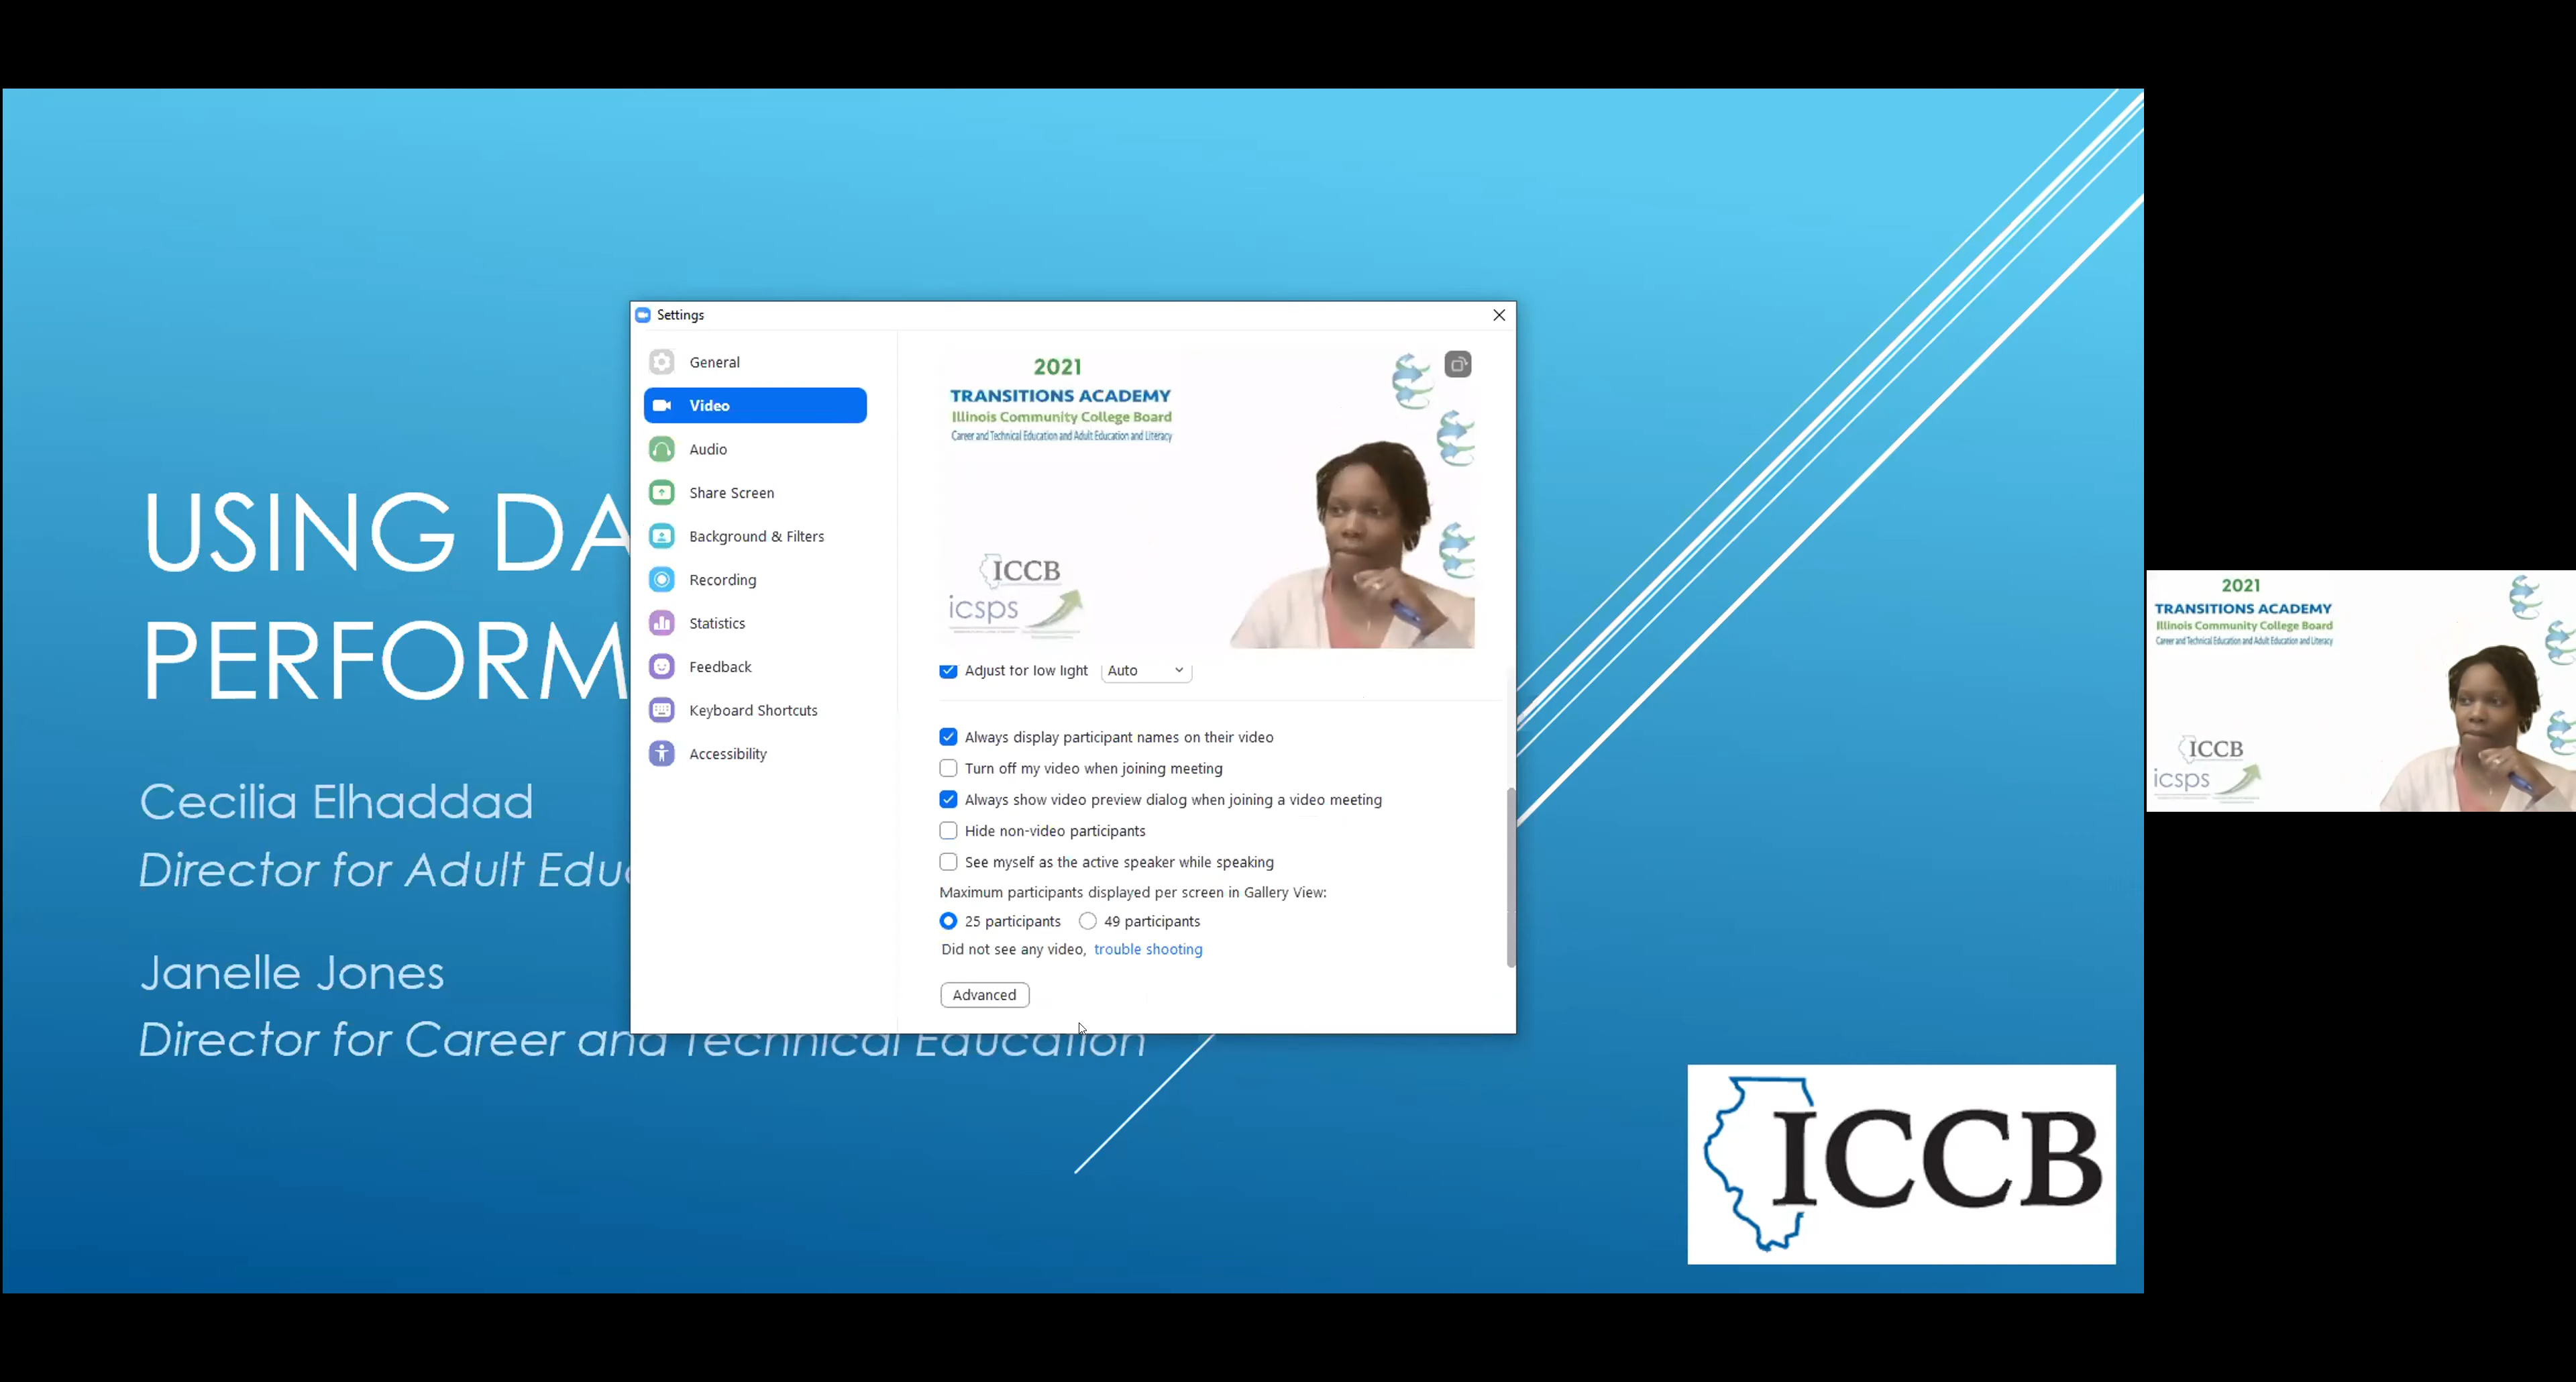 USING DA
PERFORM
Cecilia Elhaddad
Director for Adult Edu
Janelle Jones
Director for Career and Technical Education
ICCB
Settings
General
Video
Audio
Share Screen
Background & Filters
Recording
Statistics
Feedback
Keyboard Shortcuts
Accessibility
2021
TRANSITIONS ACADEMY
Illinois Community College Board
Career and Technical Education and Adult Education and Literacy
ICCB
icsps
Adjust for low light Auto
Always display participant names on their video
Turn off my video when joining meeting
Always show video preview dialog when joining a video meeting
Hide non-video participants
See myself as the active speaker while speaking
Maximum participants displayed per screen in Gallery View:
25 participants 49 participants
Did not see any video, trouble shooting
Advanced
2021
TRANSITIONS ACADEMY
Illinois Community College Board
Career and Technical Education and Adult Education and Literacy
ICCB
icsps